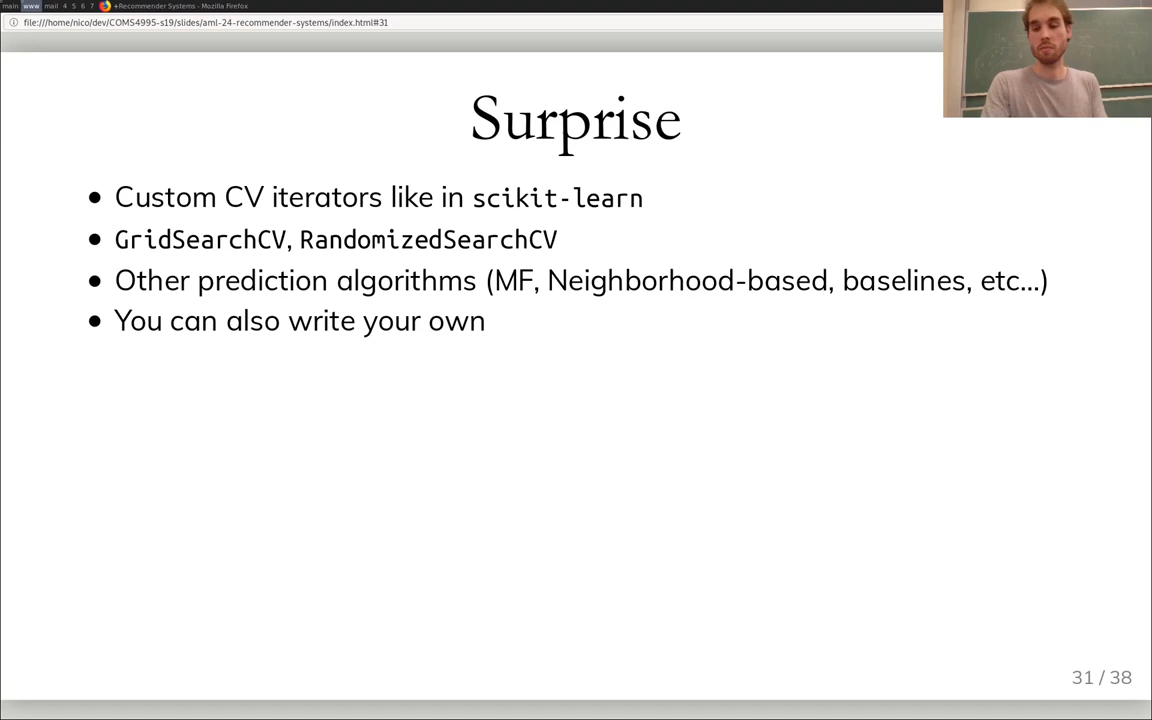 main www mail 4 5 6 7 +Recommender Systems - Mozilla Firefox
file:///home/nico/dev/COMS4995-s19/slides/aml-24-recommender-systems/index.html#31
Surprise
• Custom CV iterators like in scikit-learn
• GridSearchCV, RandomizedSearchCV
• Other prediction algorithms (MF, Neighborhood-based, baselines, etc...)
• You can also write your own
31 / 38